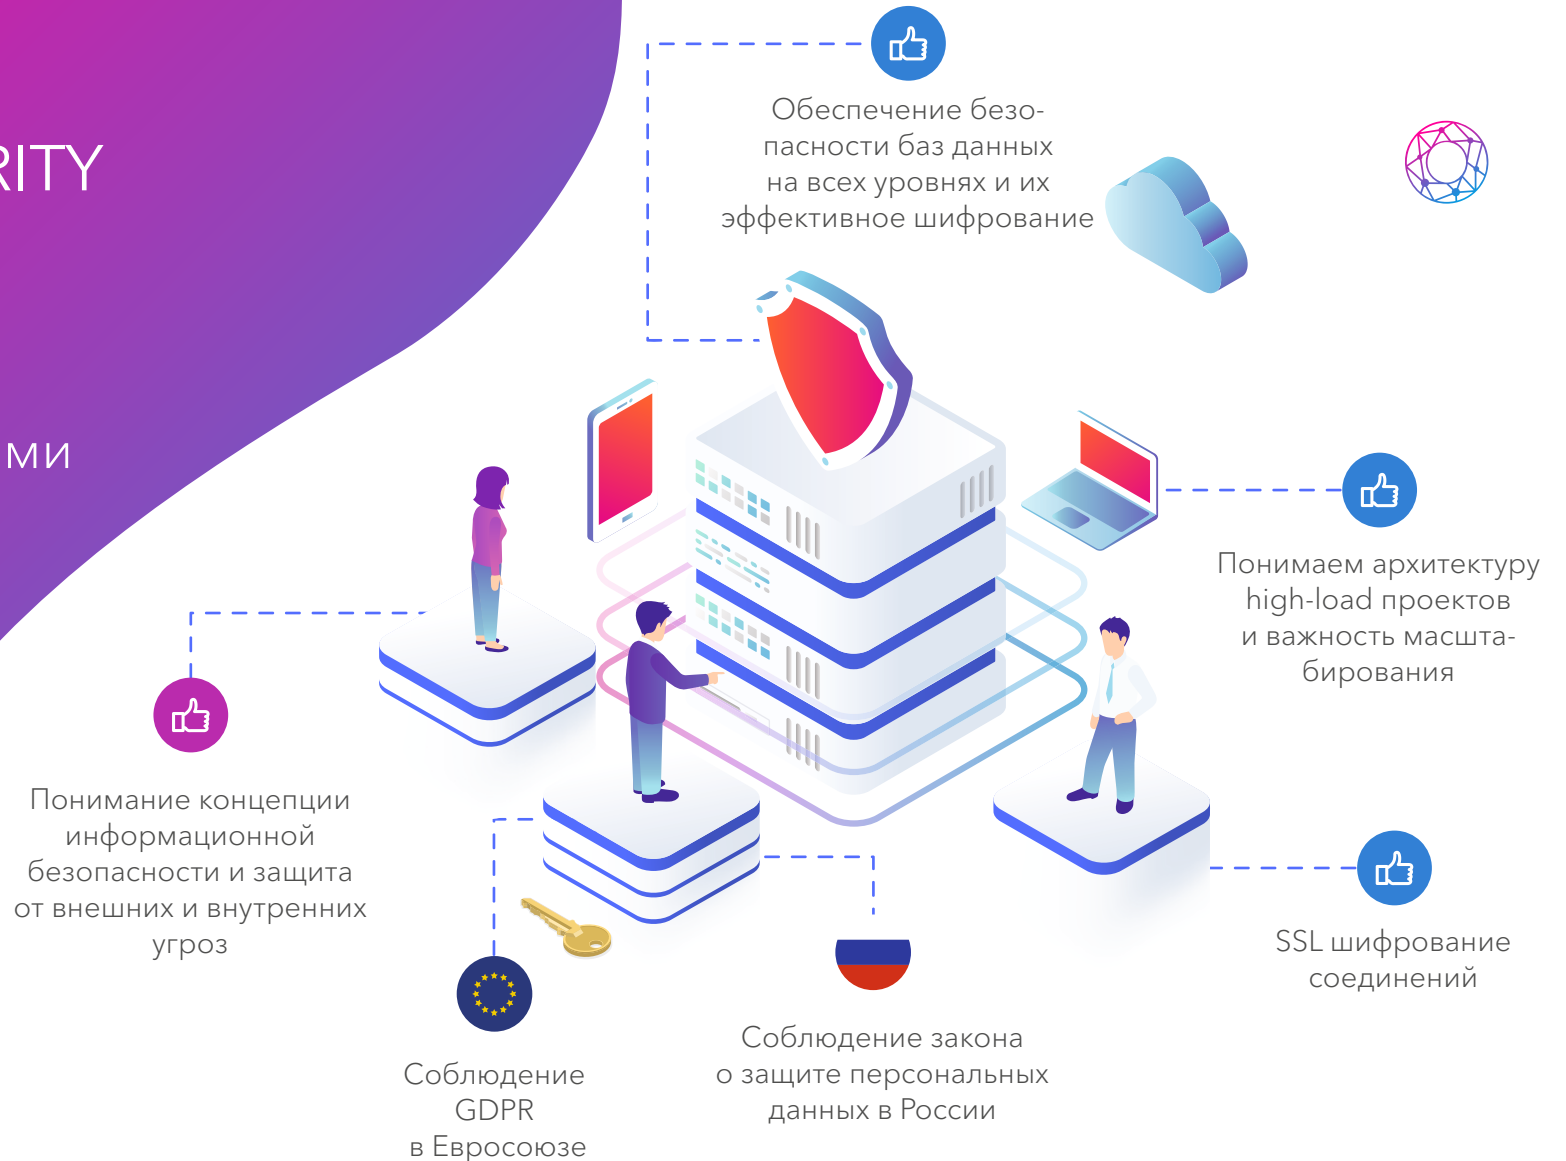 RITY
МИ
Обеспечение безо-
пасности баз данных
на всех уровнях и их
эффективное шифрование
Понимаем архитектуру
high-load проектов
и важность масшта-
бирования
Понимание концепции
информационной
безопасности и защита
от внешних и внутренних
угроз
SSL шифрование
соединений
Соблюдение закона
о защите персональных
данных в России
Соблюдение
GDPR
в Евросоюзе